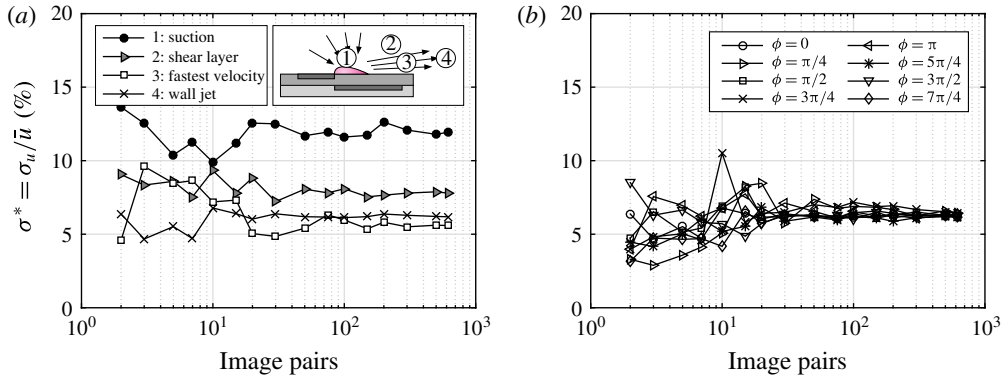 (a) 20
15
10
5
0
σ* = σu/ū (%)
1: suction
2: shear layer
3: fastest velocity
4: wall jet
1
2
3
4
10^0 10^1 10^2 10^3
Image pairs
(b) 20
15
10
5
0
ϕ = 0
ϕ = π/4
ϕ = π/2
ϕ = 3π/4
ϕ = π
ϕ = 5π/4
ϕ = 3π/2
ϕ = 7π/4
10^0 10^1 10^2 10^3
Image pairs